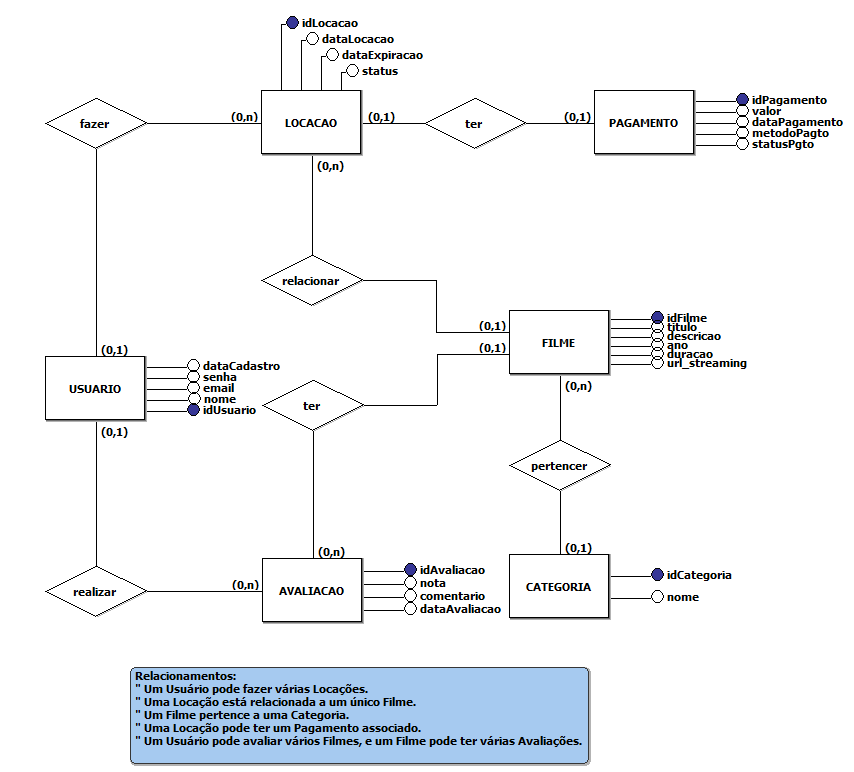 idLocacao
dataLocacao
dataExpiracao
status
fazer
(0,n)
LOCACAO
(0,1)
ter
(0,1)
PAGAMENTO
idPagamento
valor
dataPagamento
metodoPagto
statusPgto
(0,n)
relacionar
(0,1)
(0,1)
FILME
idFilme
titulo
descricao
ano
duracao
url_streaming
(0,n)
(0,1)
USUARIO
dataCadastro
senha
email
nome
idUsuario
(0,1)
ter
pertencer
(0,n)
(0,1)
realizar
(0,n)
AVALIACAO
idAvaliacao
nota
comentario
dataAvaliacao
CATEGORIA
idCategoria
nome
Relacionamentos:
" Um Usuário pode fazer várias Locações.
" Uma Locação está relacionada a um único Filme.
" Um Filme pertence a uma Categoria.
" Uma Locação pode ter um Pagamento associado.
" Um Usuário pode avaliar vários Filmes, e um Filme pode ter várias Avaliações.